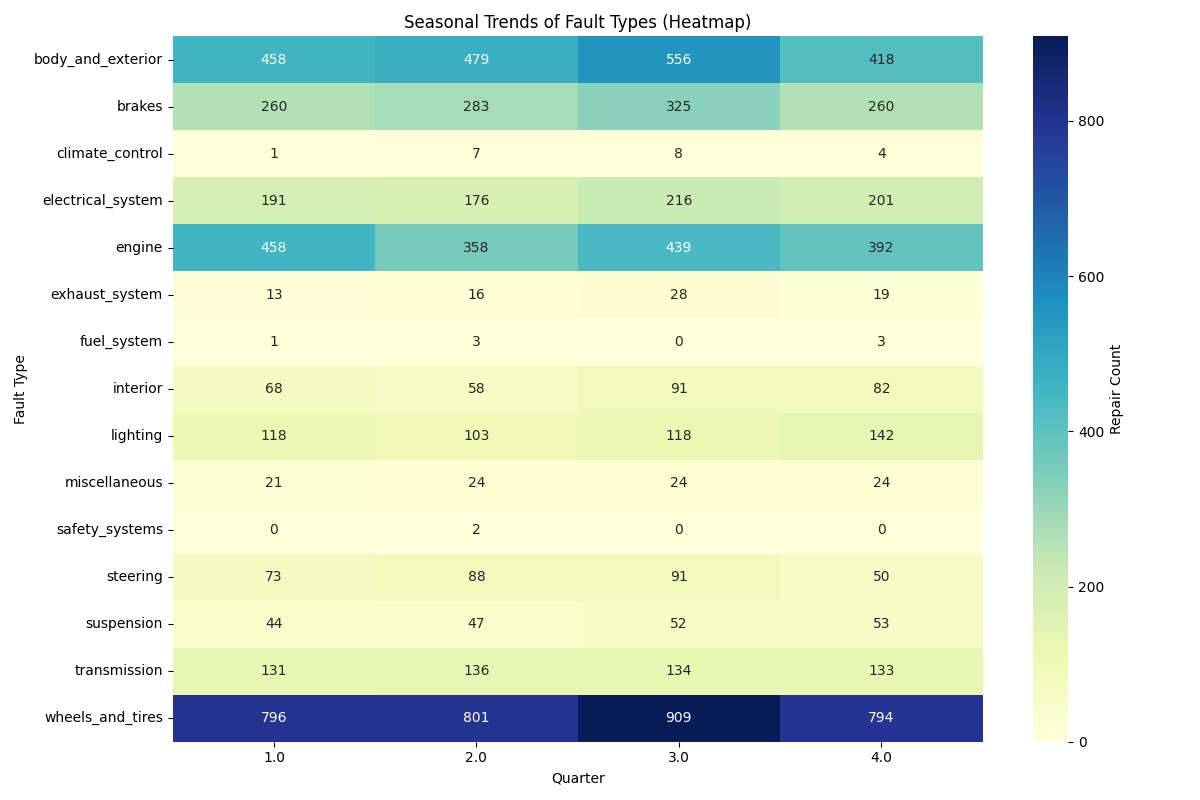 Seasonal Trends of Fault Types (Heatmap)
body_and_exterior 458 479 556 418
brakes 260 283 325 260
climate_control 1 7 8 4
electrical_system 191 176 216 201
engine 458 358 439 392
exhaust_system 13 16 28 19
fuel_system 1 3 0 3
interior 68 58 91 82
lighting 118 103 118 142
miscellaneous 21 24 24 24
safety_systems 0 2 0 0
steering 73 88 91 50
suspension 44 47 52 53
transmission 131 136 134 133
wheels_and_tires 796 801 909 794
1.0 2.0 3.0 4.0
Quarter
Fault Type
800
600
400
200
0
Repair Count